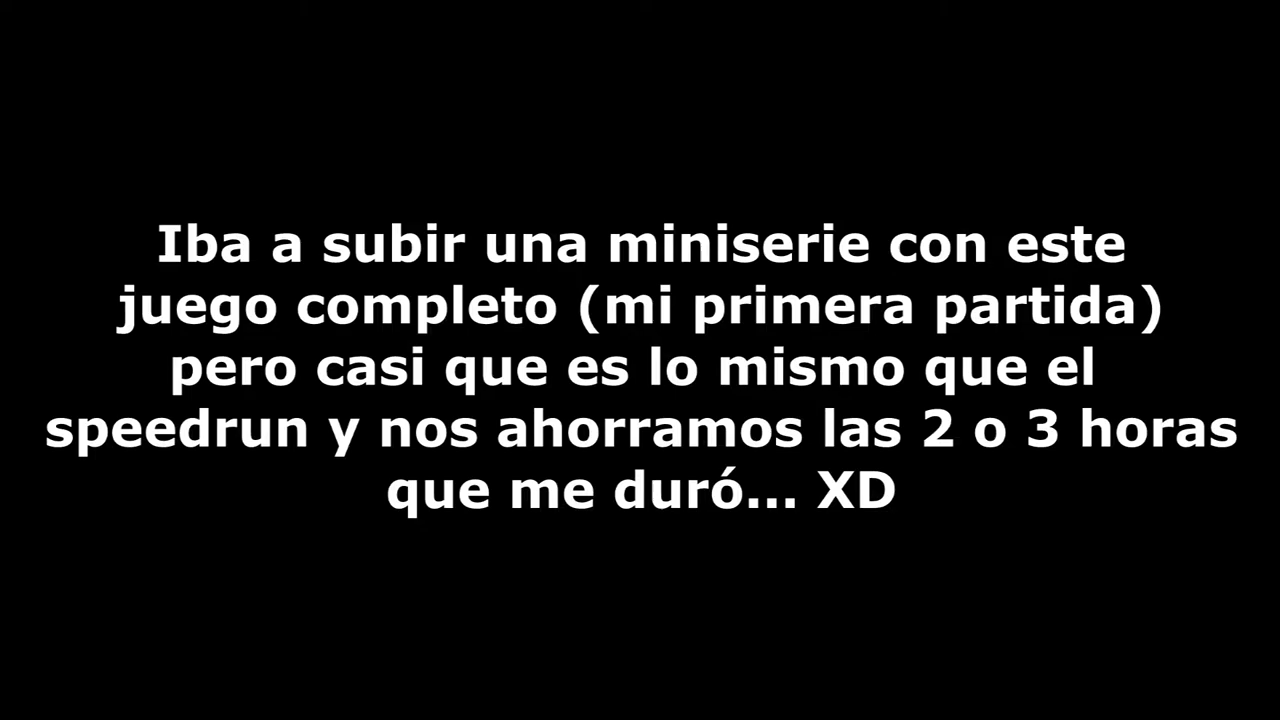 Iba a subir una miniserie con este
juego completo (mi primera partida)
pero casi que es lo mismo que el
speedrun y nos ahorramos las 2 o 3 horas
que me duró... XD